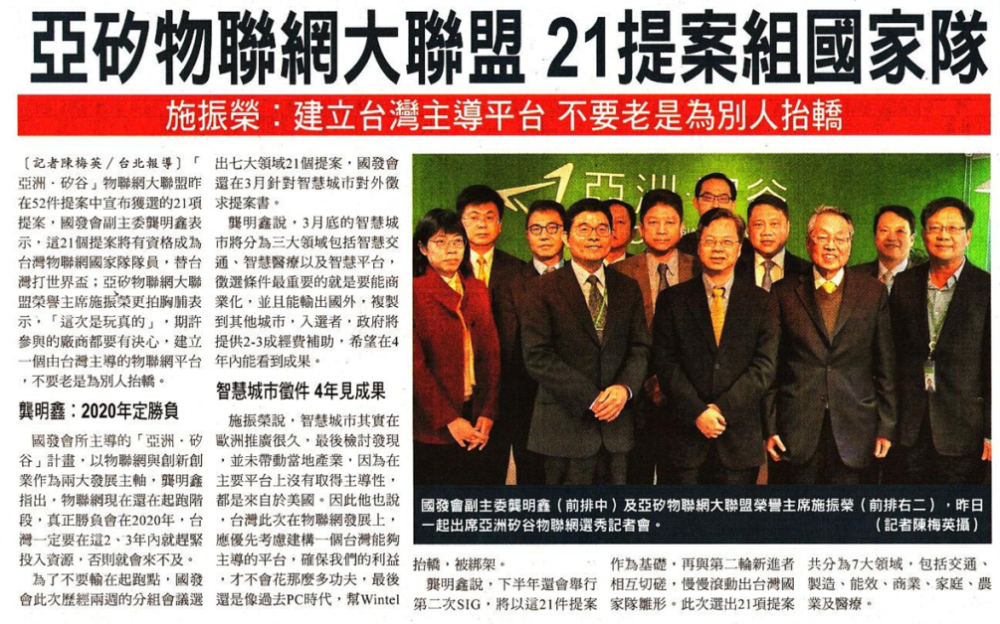 亞矽物聯網大聯盟 21提案組國家隊
施振榮：建立台灣主導平台 不要老是為別人抬轎
〔記者陳梅英／台北報導〕「
亞洲．矽谷」物聯網大聯盟昨
在52件提案中宣布獲選的21項
提案，國發會副主委龔明鑫表
示，這21個提案將有資格成為
台灣物聯網國家隊隊員，替台
灣打世界盃；亞矽物聯網大聯
盟榮譽主席施振榮更拍胸脯表
示，「這次是玩真的」，期許
參與的廠商都要有決心，建立
一個由台灣主導的物聯網平台
，不要老是為別人抬轎。
龔明鑫：2020年定勝負
國發會所主導的「亞洲．矽
谷」計畫，以物聯網與創新創
業作為兩大發展主軸，龔明鑫
指出，物聯網現在還在起跑階
段，真正勝負會在2020年，台
灣一定要在這2、3年內就趕緊
投入資源，否則就會來不及。
為了不要輸在起跑點，國發
會此次歷經兩週的分組會議選
出七大領域21個提案，國發會
還在3月針對智慧城市對外徵
求提案書。
龔明鑫說，3月底的智慧城
市將分為三大領域包括智慧交
通、智慧醫療以及智慧平台，
徵選條件最重要的就是要能商
業化，並且能輸出國外，複製
到其他城市，入選者，政府將
提供2-3成經費補助，希望在4
年內能看到成果。
智慧城市徵件 4年見成果
施振榮說，智慧城市其實在
歐洲推廣很久，最後檢討發現
，並未帶動當地產業，因為在
主要平台上沒有取得主導性，
都是來自於美國。因此他也說
，台灣此次在物聯網發展上，
應優先考慮建構一個台灣能夠
主導的平台，確保我們的利益
，才不會花那麼多功夫，最後
還是像過去PC時代，幫Wintel
亞洲
谷
國發會副主委龔明鑫（前排中）及亞矽物聯網大聯盟榮譽主席施振榮（前排右二），昨日
一起出席亞洲矽谷物聯網選秀記者會。 （記者陳梅英攝）
抬轎，被綁架。
龔明鑫說，下半年還會舉行
第二次SIG，將以這21件提案
作為基礎，再與第二輪新進者
相互切磋，慢慢滾動出台灣國
家隊雛形。此次選出21項提案
共分為7大領域，包括交通、
製造、能效、商業、家庭、農
業及醫療。